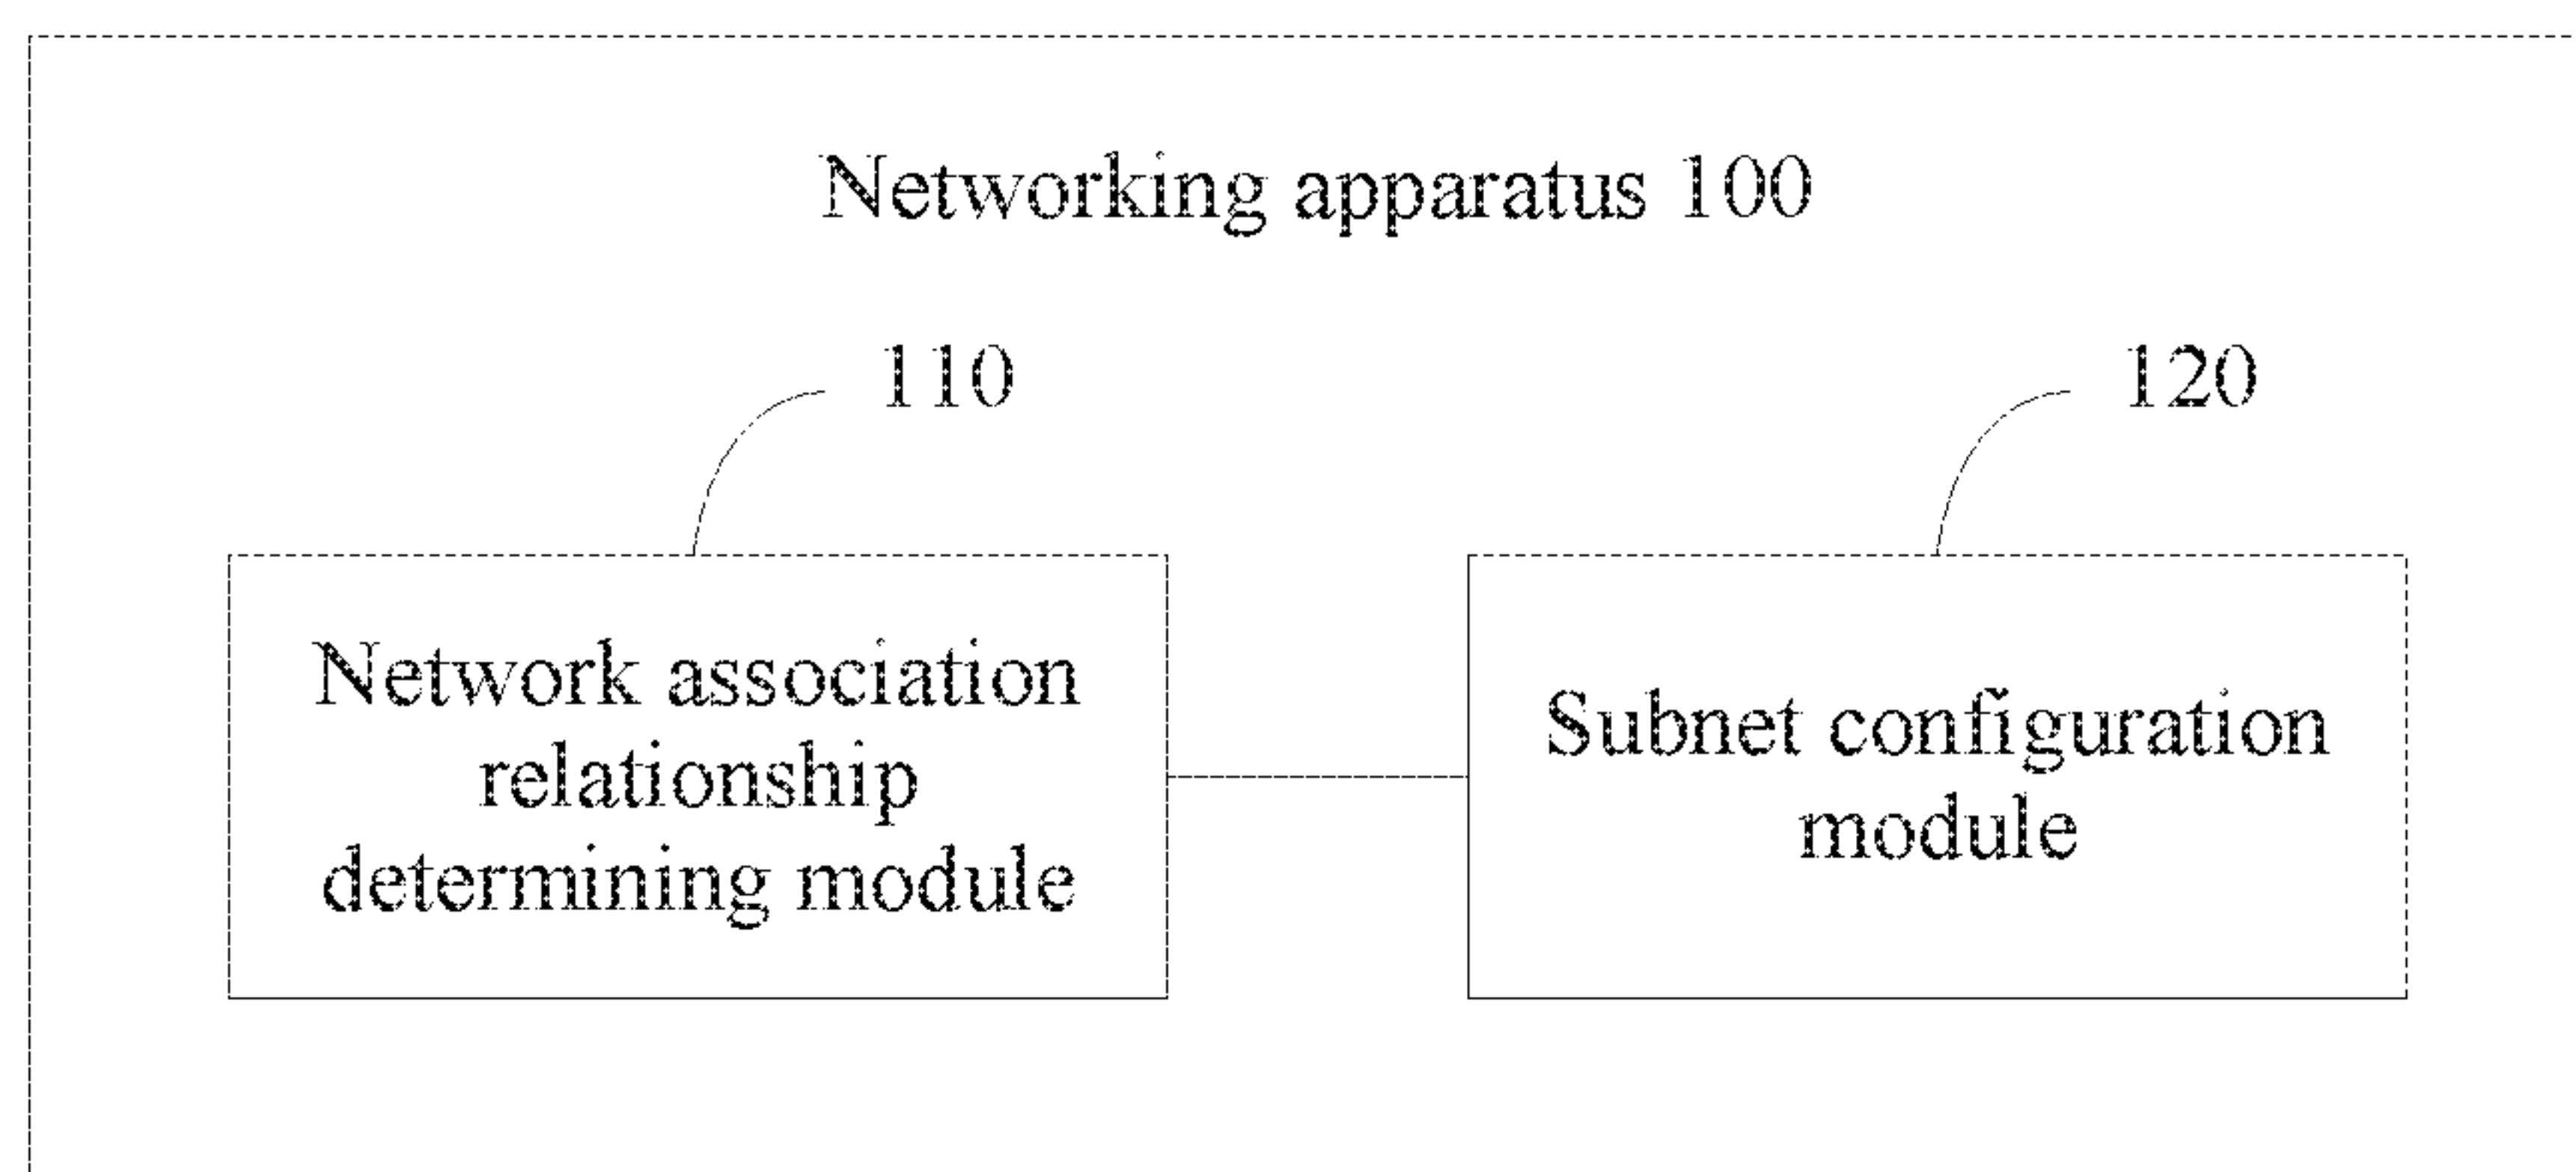 Networking apparatus 100
110
120
Network association
relationship
determining module
Subnet configuration
module